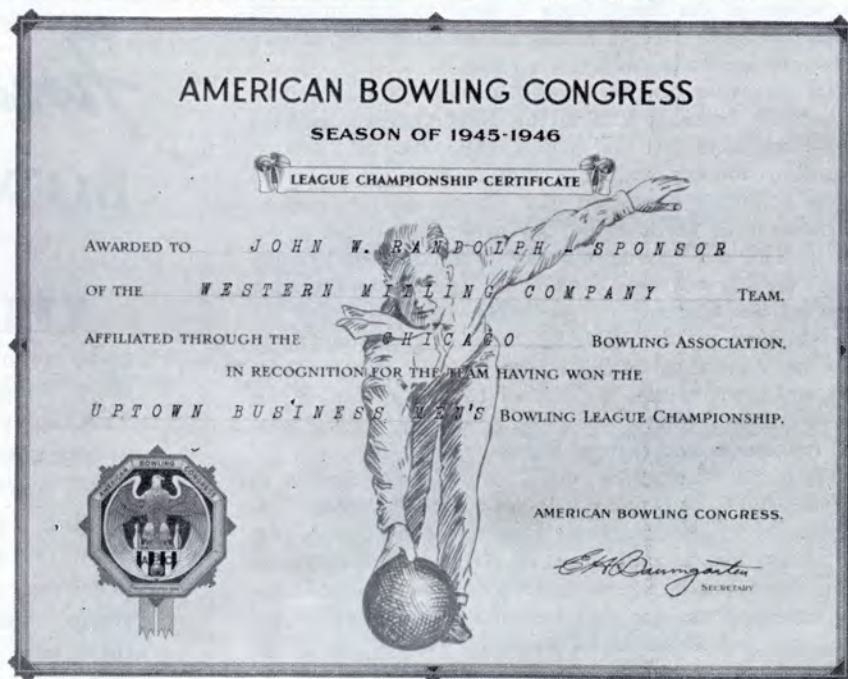 AMERICAN BOWLING CONGRESS
SEASON OF 1945-1946
LEAGUE CHAMPIONSHIP CERTIFICATE
AWARDED TO JOHN W. RANDOLPH - SPONSOR
OF THE WESTERN MILLING COMPANY TEAM.
AFFILIATED THROUGH THE CHICAGO BOWLING ASSOCIATION,
IN RECOGNITION FOR THE TEAM HAVING WON THE
UPTOWN BUSINESS MEN'S BOWLING LEAGUE CHAMPIONSHIP.
AMERICAN BOWLING CONGRESS
AMERICAN BOWLING CONGRESS.
E H Baumgarten
SECRETARY